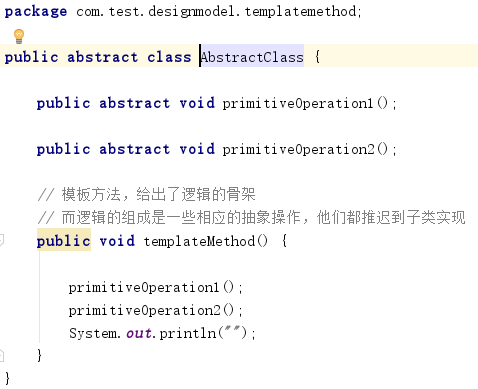 package com.test.designmodel.templatemethod;
public abstract class AbstractClass {
public abstract void primitiveOperation1();
public abstract void primitiveOperation2();
// 模板方法，给出了逻辑的骨架
// 而逻辑的组成是一些相应的抽象操作，他们都推迟到子类实现
public void templateMethod() {
primitiveOperation1();
primitiveOperation2();
System.out.println("");
}
}